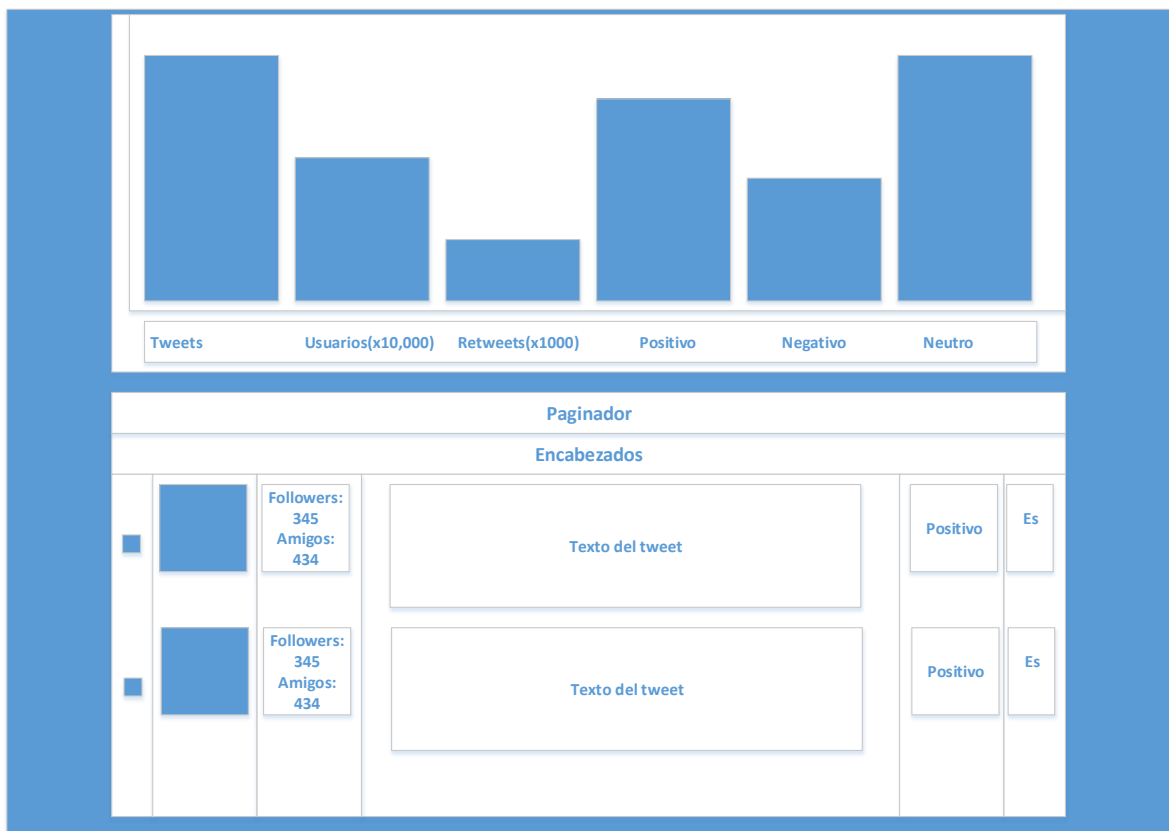 Tweets Usuarios(x10,000) Retweets(x1000) Positivo Negativo Neutro
Paginador
Encabezados
Followers:
345
Amigos:
434
Texto del tweet
Positivo
Es
Followers:
345
Amigos:
434
Texto del tweet
Positivo
Es